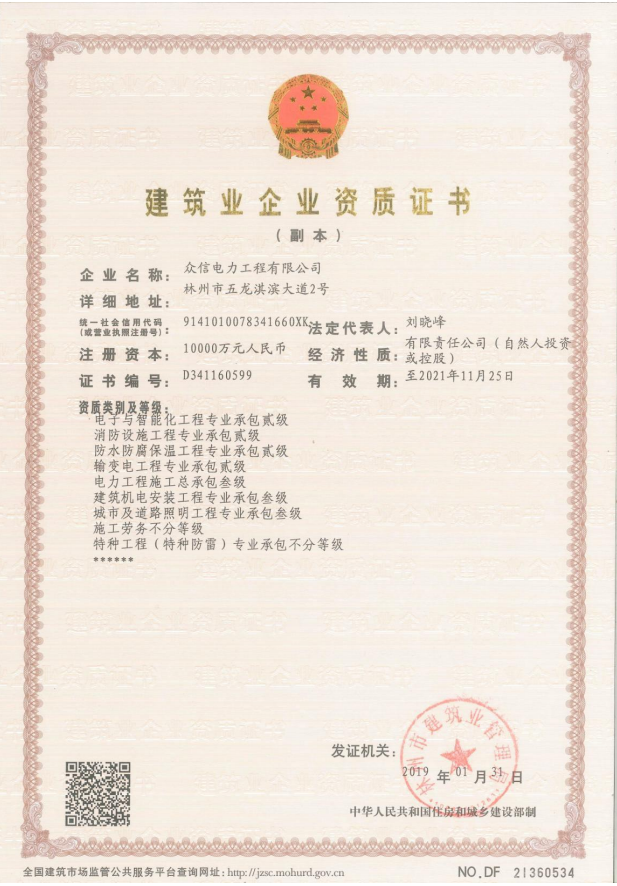 建筑业企业资质证书
（副本）
企业名称：众信电力工程有限公司
详细地址：林州市五龙淇滨大道2号
统一社会信用代码
(或营业执照注册号)：9141010078341660XK 法定代表人：刘晓峰
注册资本：10000万元人民币 经济性质：有限责任公司（自然人投资
或控股）
证书编号：D341160599 有效期：至2021年11月25日
资质类别及等级：
电子与智能化工程专业承包贰级
消防设施工程专业承包贰级
防水防腐保温工程专业承包贰级
输变电工程专业承包贰级
电力工程施工总承包叁级
建筑机电安装工程专业承包叁级
城市及道路照明工程专业承包叁级
施工劳务不分等级
特种工程（特种防雷）专业承包不分等级
******
发证机关：
林州市建筑业管理局
2019 年 01 月 31 日
中华人民共和国住房和城乡建设部制
全国建筑市场监管公共服务平台查询网址：http://jzsc.mohurd.gov.cn
NO.DF 21360534